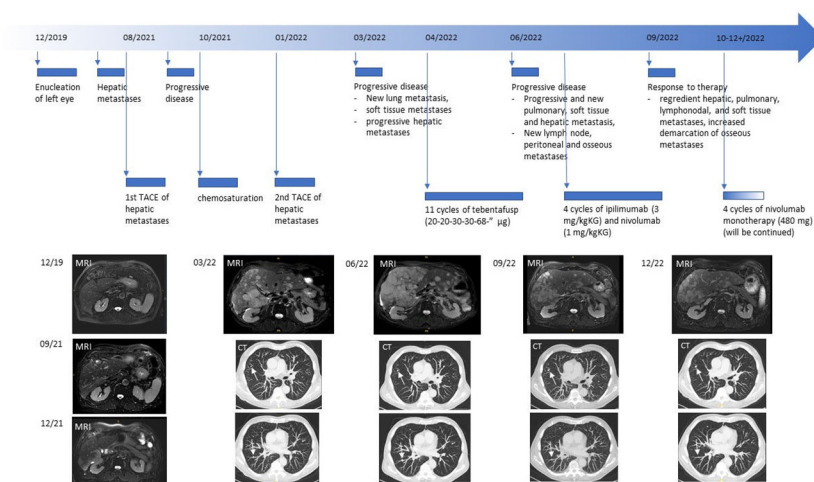 12/2019 08/2021 10/2021 01/2022 03/2022 04/2022 06/2022 09/2022 10-12+/2022
Enucleation
of left eye
Hepatic
metastases
Progressive
disease
Progressive disease
- New lung metastasis,
- soft tissue metastases
- progressive hepatic
metastases
Progressive disease
- Progressive and new
pulmonary, soft tissue
and hepatic metastasis,
- New lymph node,
peritoneal and osseous
metastases
Response to therapy
- regredient hepatic, pulmonary,
lymphonodal, and soft tissue
metastases, increased
demarcation of osseous
metastases
1st TACE of
hepatic
metastases
chemosaturation
2nd TACE of
hepatic
metastases
11 cycles of tebentafusp
(20-20-30-30-68-“ µg)
4 cycles of ipilimumab (3
mg/kgKG) and nivolumab
(1 mg/kgKG)
4 cycles of nivolumab
monotherapy (480 mg)
(will be continued)
12/19 MRI 03/22 MRI 06/22 MRI 09/22 MRI 12/22 MRI
09/21 MRI CT CT CT CT
12/21 MRI